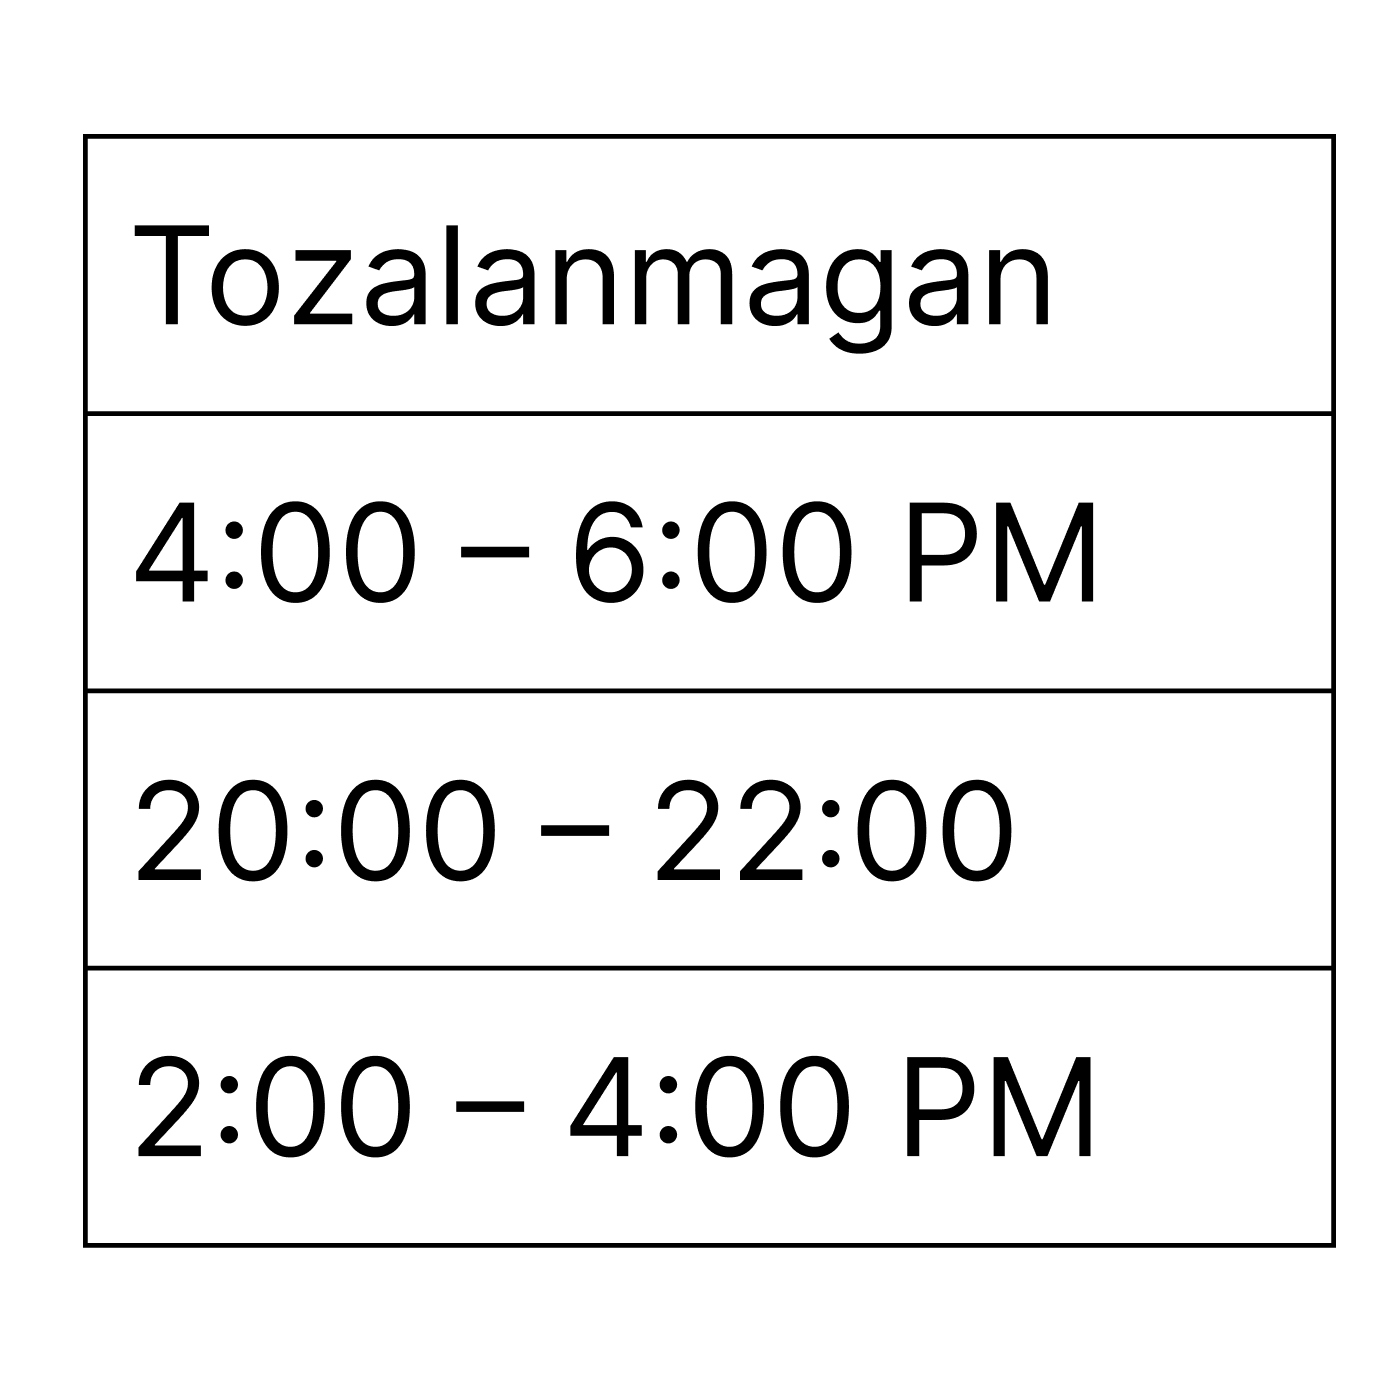 Tozalanmagan
4:00 – 6:00 PM
20:00 – 22:00
2:00 – 4:00 PM